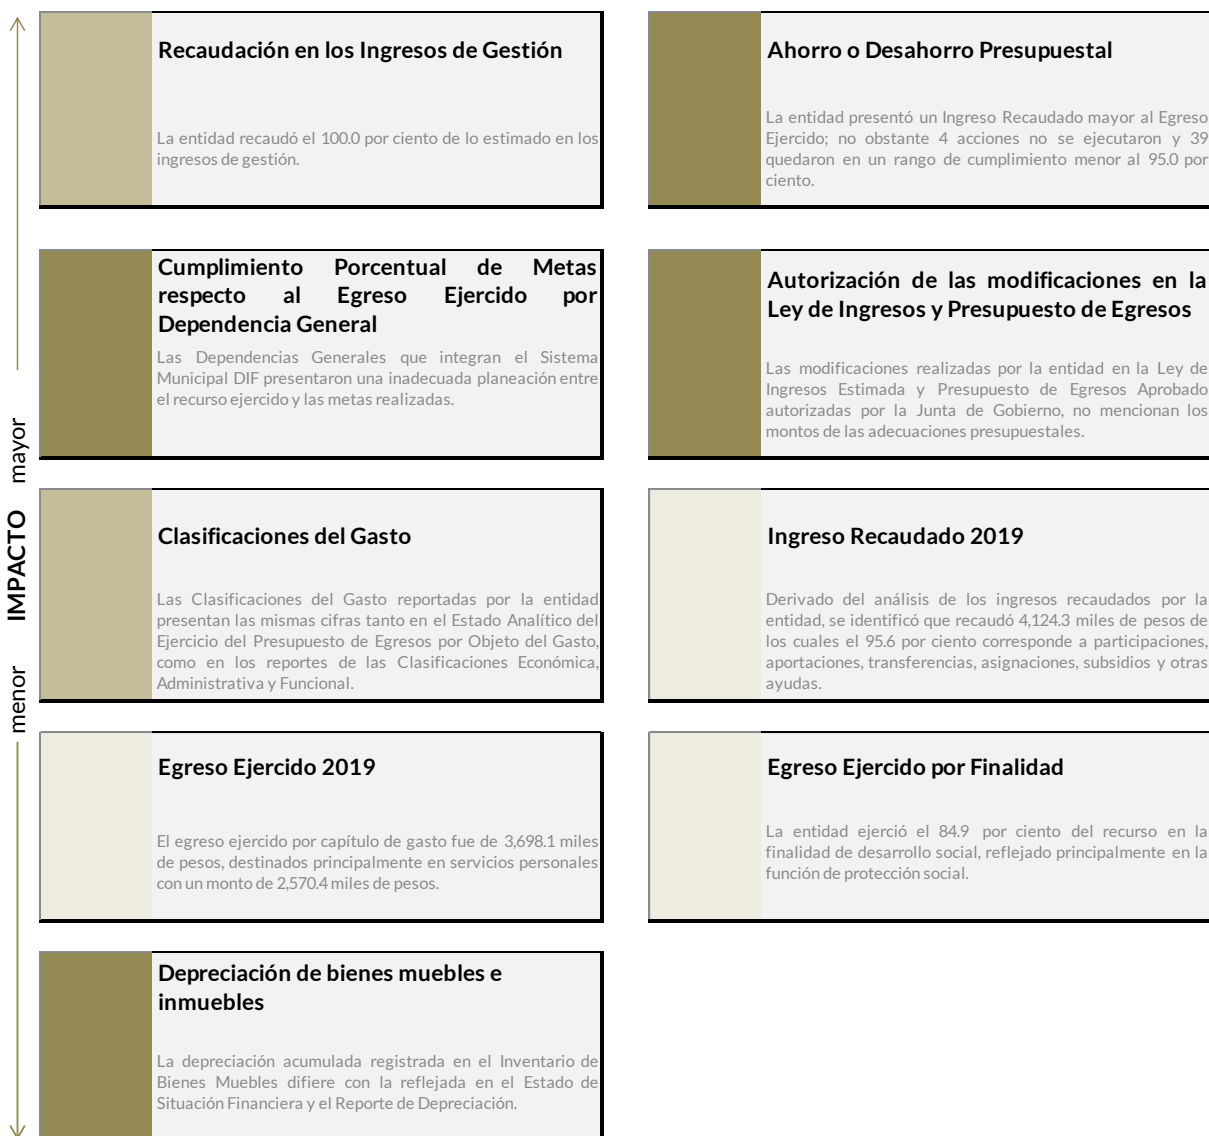 Recaudación en los Ingresos de Gestión
La entidad recaudó el 100.0 por ciento de lo estimado en los
ingresos de gestión.
Ahorro o Desahorro Presupuestal
La entidad presentó un Ingreso Recaudado mayor al Egreso
Ejercido; no obstante 4 acciones no se ejecutaron y 39
quedaron en un rango de cumplimiento menor al 95.0 por
ciento.
Cumplimiento Porcentual de Metas
respecto al Egreso Ejercido por
Dependencia General
Las Dependencias Generales que integran el Sistema
Municipal DIF presentaron una inadecuada planeación entre
el recurso ejercido y las metas realizadas.
Autorización de las modificaciones en la
Ley de Ingresos y Presupuesto de Egresos
Las modificaciones realizadas por la entidad en la Ley de
Ingresos Estimada y Presupuesto de Egresos Aprobado
autorizadas por la Junta de Gobierno, no mencionan los
montos de las adecuaciones presupuestales.
menor IMPACTO mayor
Clasificaciones del Gasto
Las Clasificaciones del Gasto reportadas por la entidad
presentan las mismas cifras tanto en el Estado Analítico del
Ejercicio del Presupuesto de Egresos por Objeto del Gasto,
como en los reportes de las Clasificaciones Económica,
Administrativa y Funcional.
Ingreso Recaudado 2019
Derivado del análisis de los ingresos recaudados por la
entidad, se identificó que recaudó 4,124.3 miles de pesos de
los cuales el 95.6 por ciento corresponde a participaciones,
aportaciones, transferencias, asignaciones, subsidios y otras
ayudas.
Egreso Ejercido 2019
El egreso ejercido por capítulo de gasto fue de 3,698.1 miles
de pesos, destinados principalmente en servicios personales
con un monto de 2,570.4 miles de pesos.
Egreso Ejercido por Finalidad
La entidad ejerció el 84.9 por ciento del recurso en la
finalidad de desarrollo social, reflejado principalmente en la
función de protección social.
Depreciación de bienes muebles e
inmuebles
La depreciación acumulada registrada en el Inventario de
Bienes Muebles difiere con la reflejada en el Estado de
Situación Financiera y el Reporte de Depreciación.